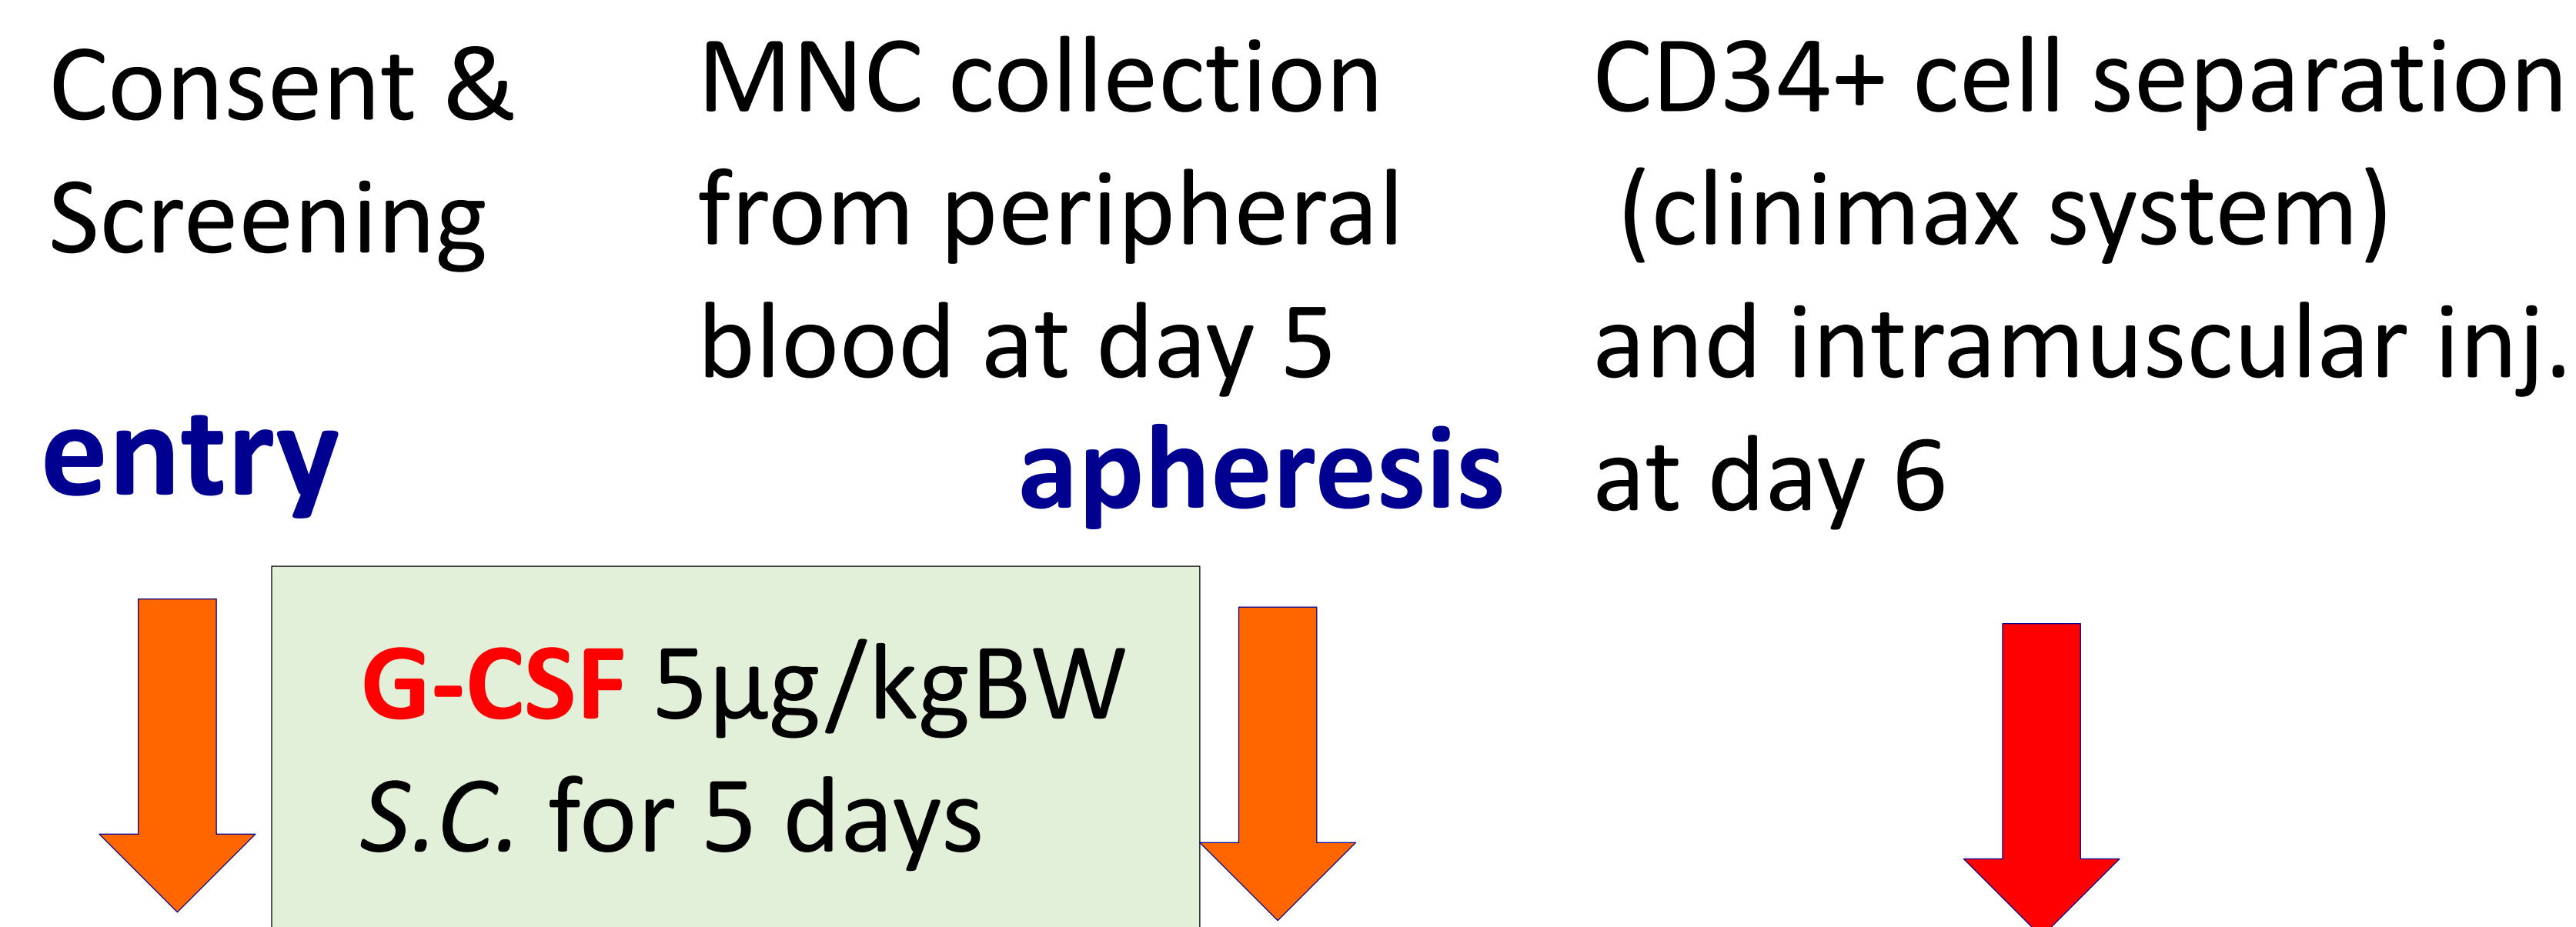 Consent &
Screening
entry
MNC collection
from peripheral
blood at day 5
apheresis
CD34+ cell separation
(clinimax system)
and intramuscular inj.
at day 6
G-CSF 5µg/kgBW
S.C. for 5 days